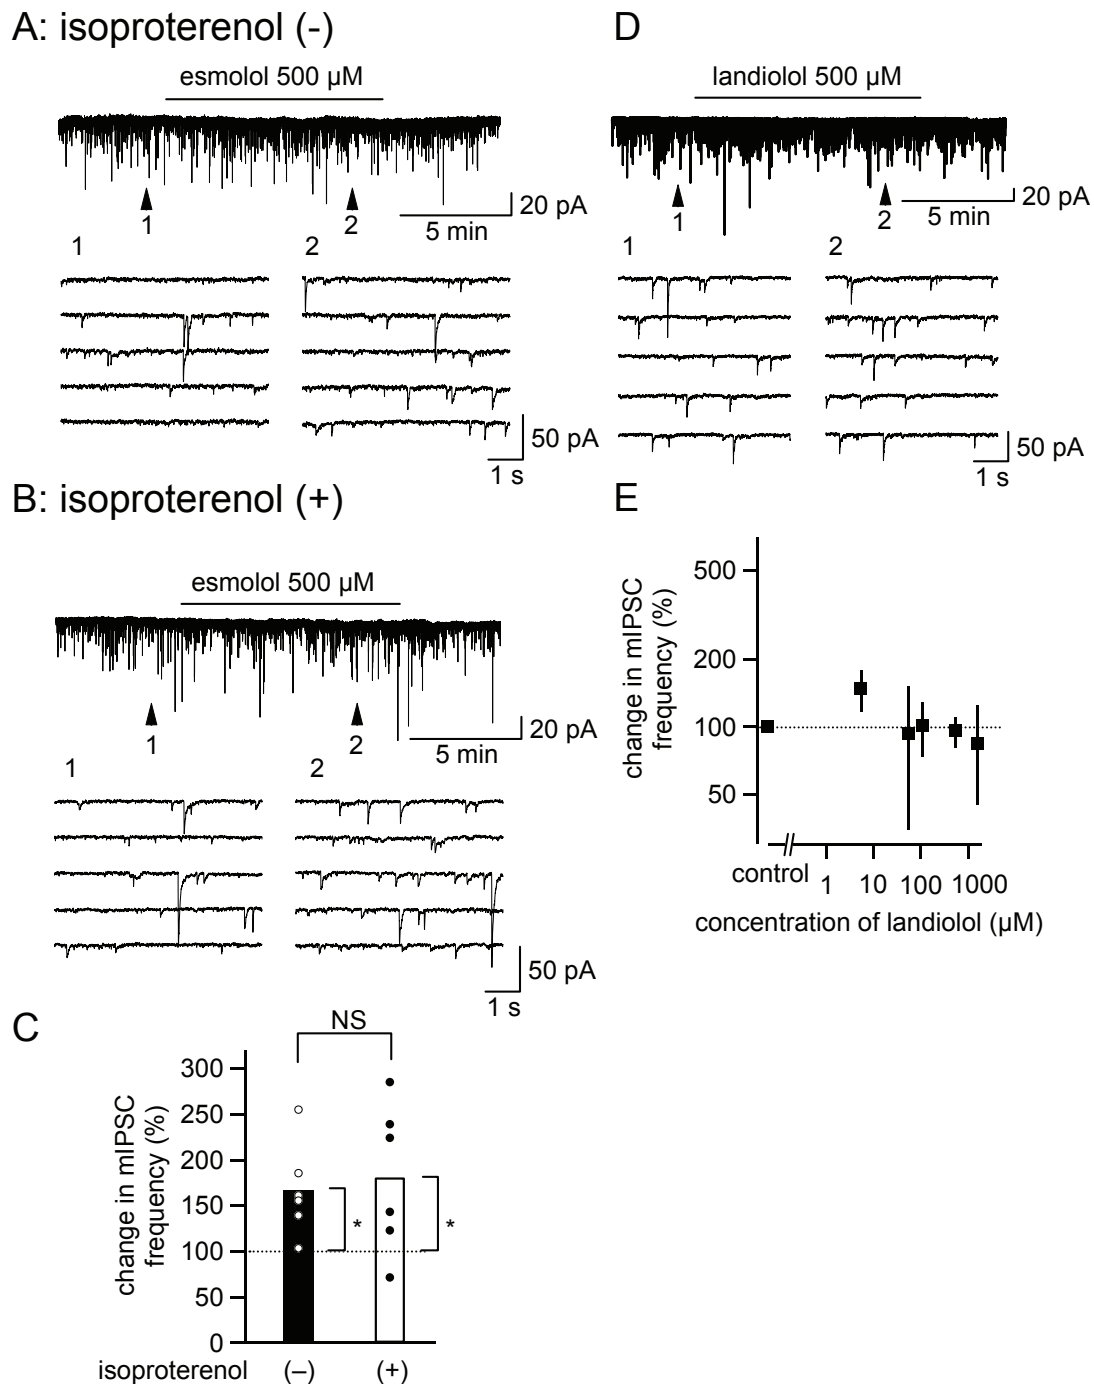 A: isoproterenol (-)
esmolol 500 µM
1
2
20 pA
5 min
1
2
50 pA
1 s
B: isoproterenol (+)
esmolol 500 µM
1
2
20 pA
5 min
1
2
50 pA
1 s
C
NS
change in mIPSC
frequency (%)
300
250
200
150
100
50
0
*
*
isoproterenol (–) (+)
D
landiolol 500 µM
1
2
20 pA
5 min
1
2
50 pA
1 s
E
change in mIPSC
frequency (%)
500
200
100
50
control 1 10 100 1000
concentration of landiolol (µM)